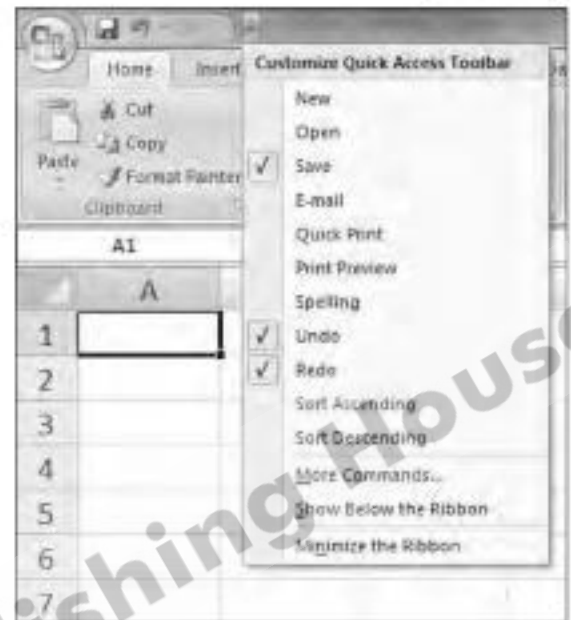 Home Insert
Customize Quick Access Toolbar
Cut
Copy
Format Painter
Paste
Clipboard
New
Open
Save
E-mail
Quick Print
Print Preview
Spelling
Undo
Redo
Sort Ascending
Sort Descending
More Commands...
Show Below the Ribbon
Minimize the Ribbon
A1
A
1
2
3
4
5
6
7